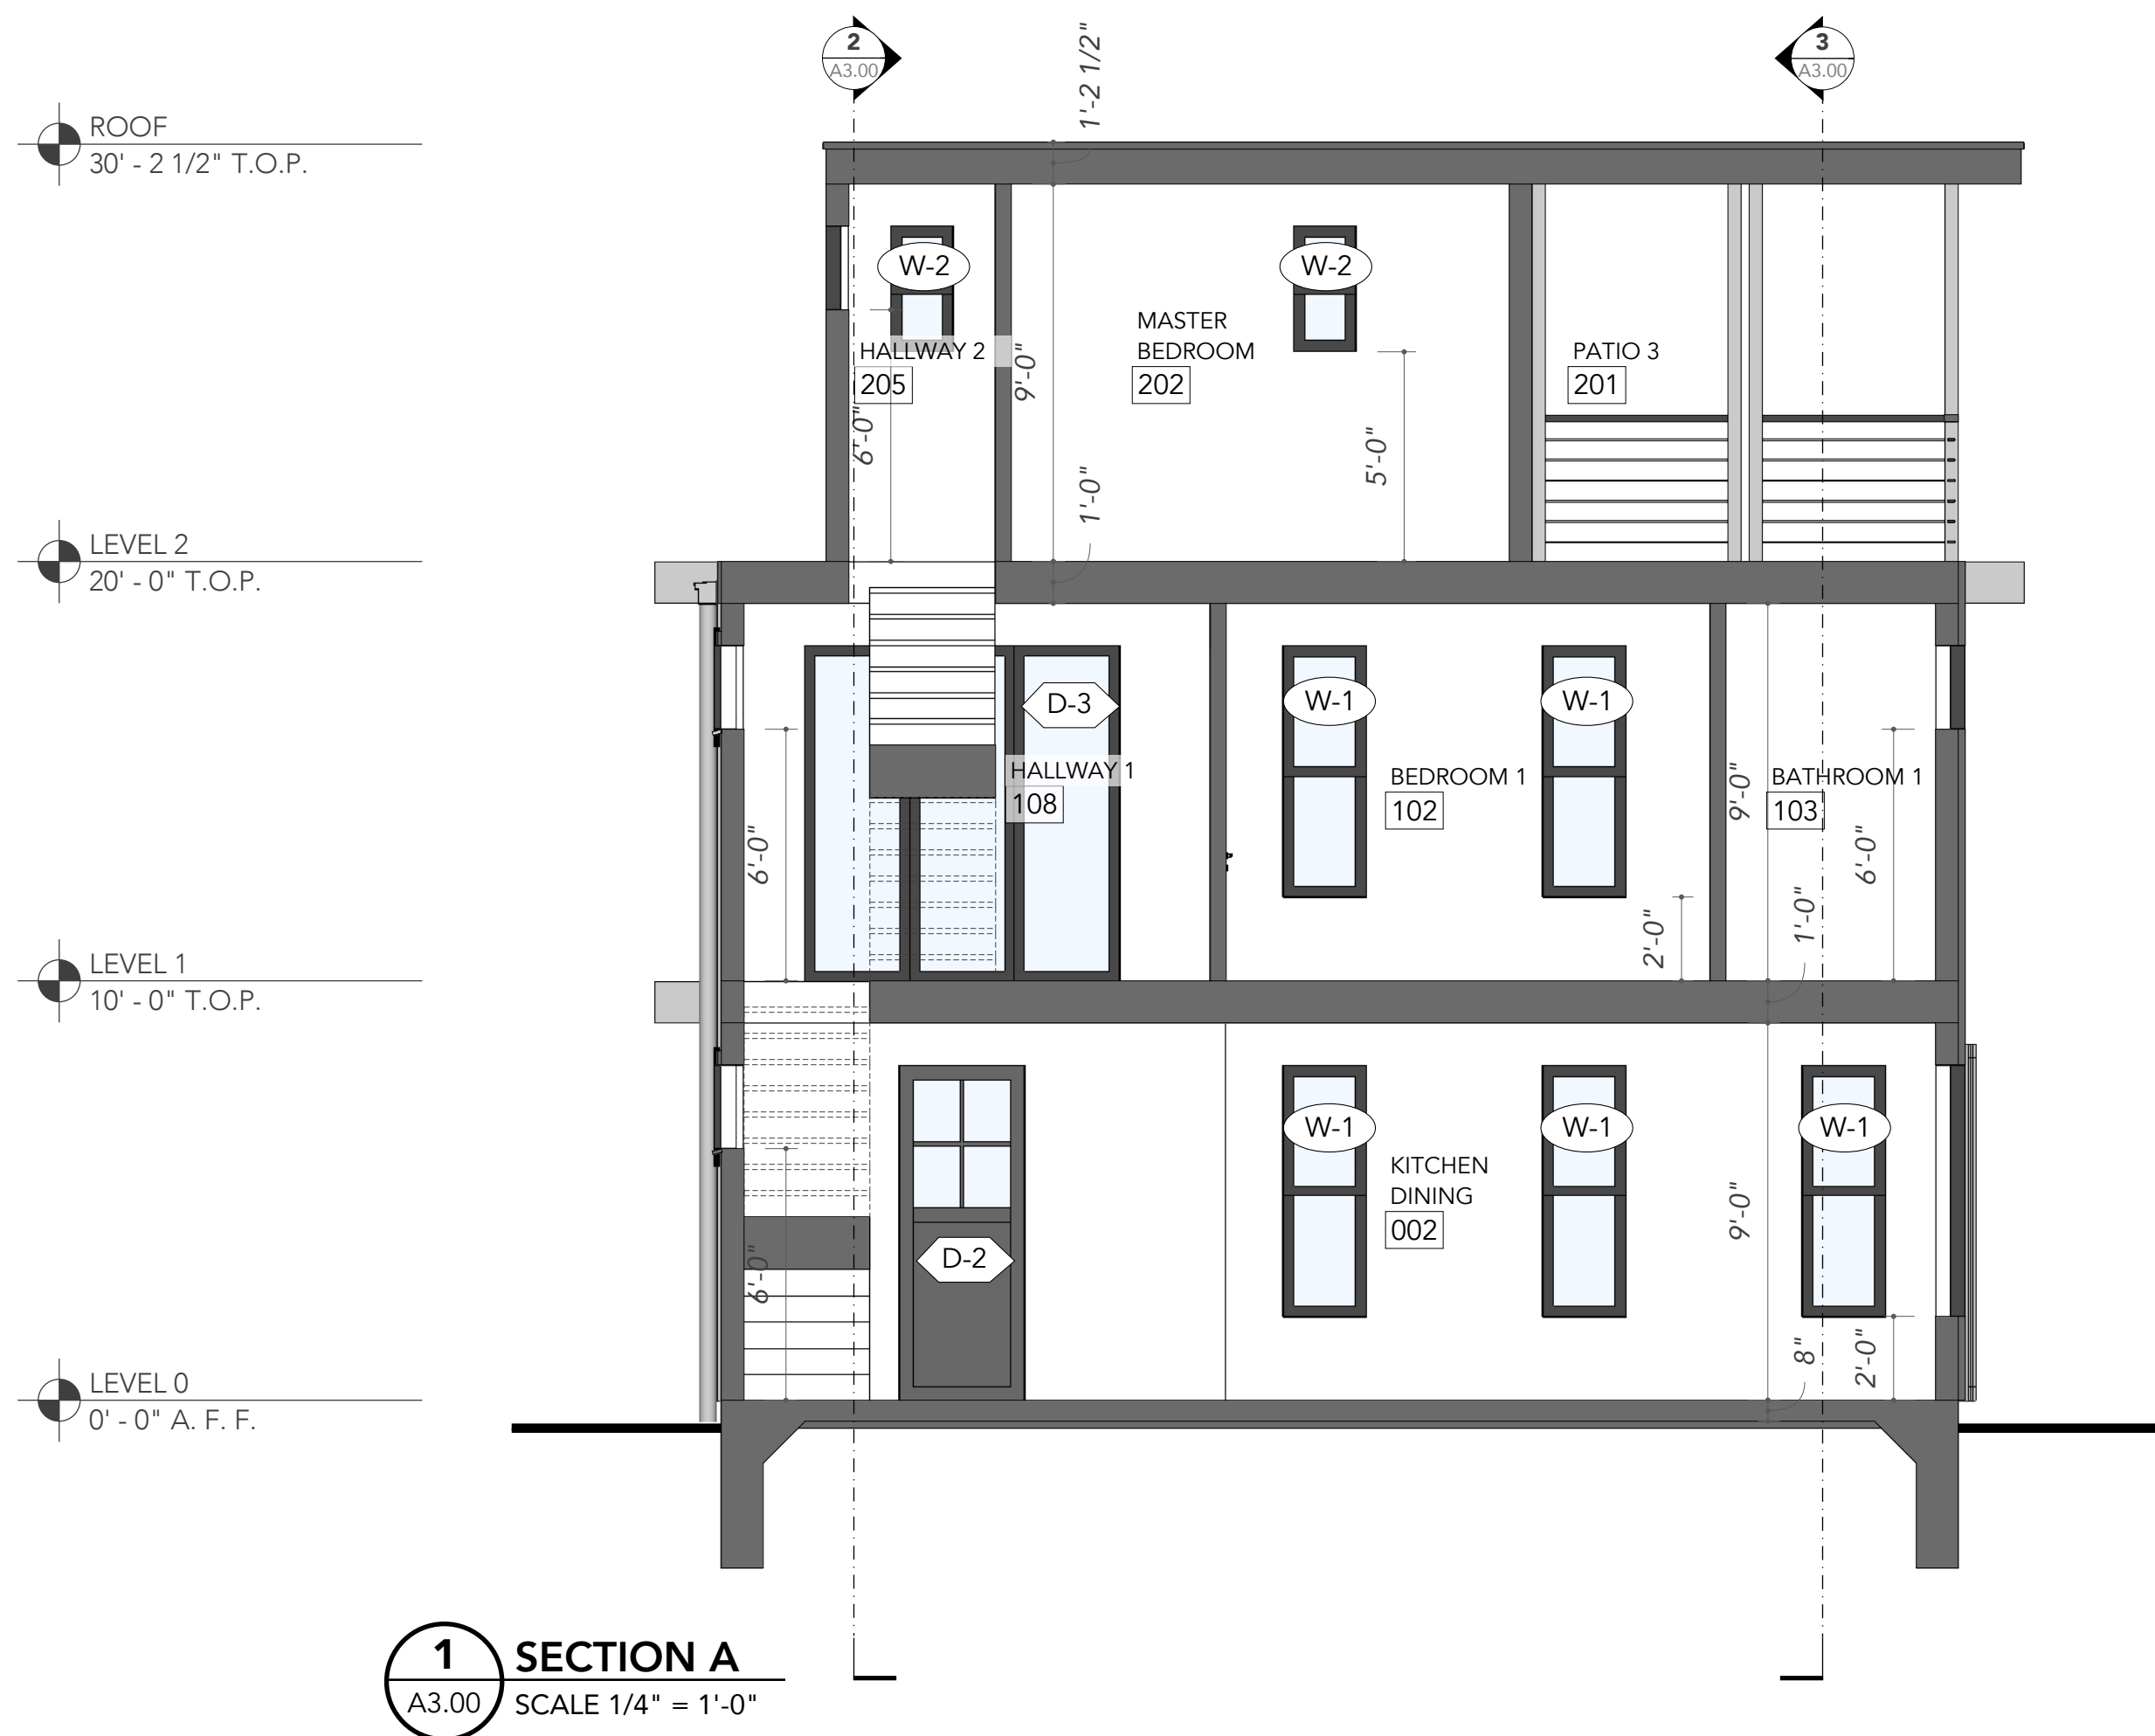 2
A3.00
3
A3.00
1'-2 1/2"
ROOF
30' - 2 1/2" T.O.P.
W-2
W-2
MASTER
BEDROOM
202
HALLWAY 2
205
9'-0"
PATIO 3
201
6'-0"
5'-0"
1'-0"
LEVEL 2
20' - 0" T.O.P.
D-3
W-1
W-1
HALLWAY 1
108
BEDROOM 1
102
9'-0"
BATHROOM 1
103
6'-0"
6'-0"
2'-0"
1'-0"
LEVEL 1
10' - 0" T.O.P.
W-1
W-1
W-1
KITCHEN
DINING
002
9'-0"
D-2
6'-0"
8"
2'-0"
LEVEL 0
0' - 0" A. F. F.
1
A3.00
SECTION A
SCALE 1/4" = 1'-0"